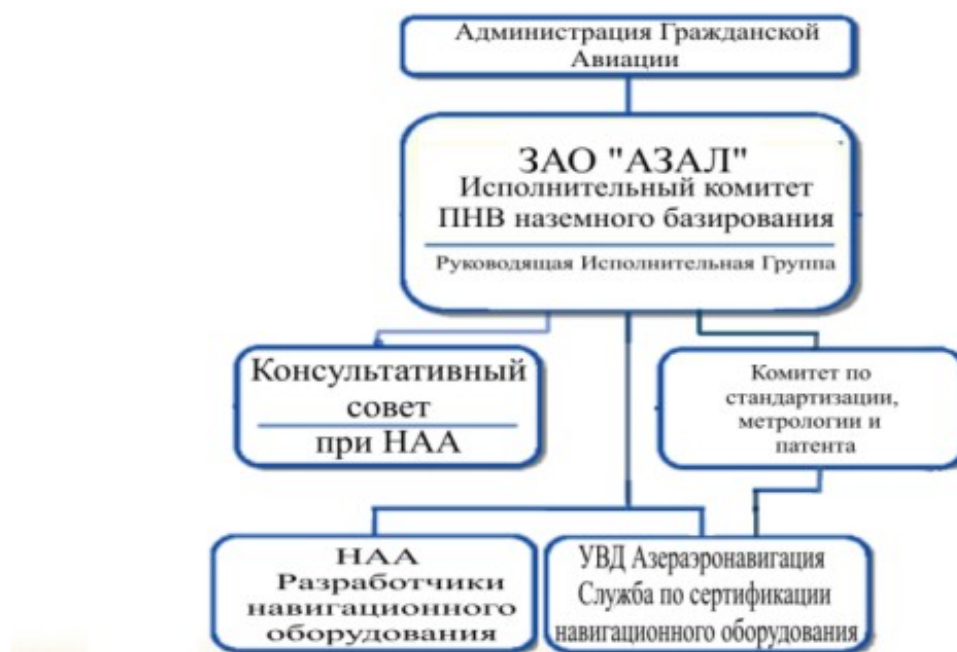 Администрация Гражданской
Авиации
ЗАО "АЗАЛ"
Исполнительный комитет
ПНВ наземного базирования
Руководящая Исполнительная Группа
Консультативный
совет
при НАА
Комитет по
стандартизации,
метрологии и
патента
НАА
Разработчики
навигационного
оборудования
УВД Азераэронавигация
Служба по сертификации
навигационного оборудования